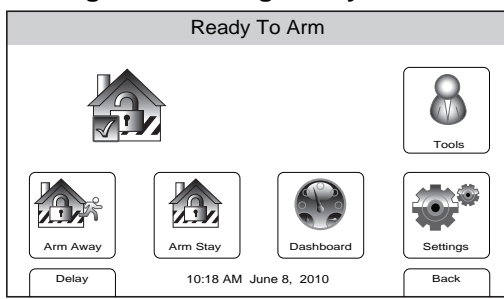 Ready To Arm
Tools
Arm Away Arm Stay Dashboard Settings
Delay 10:18 AM June 8, 2010 Back